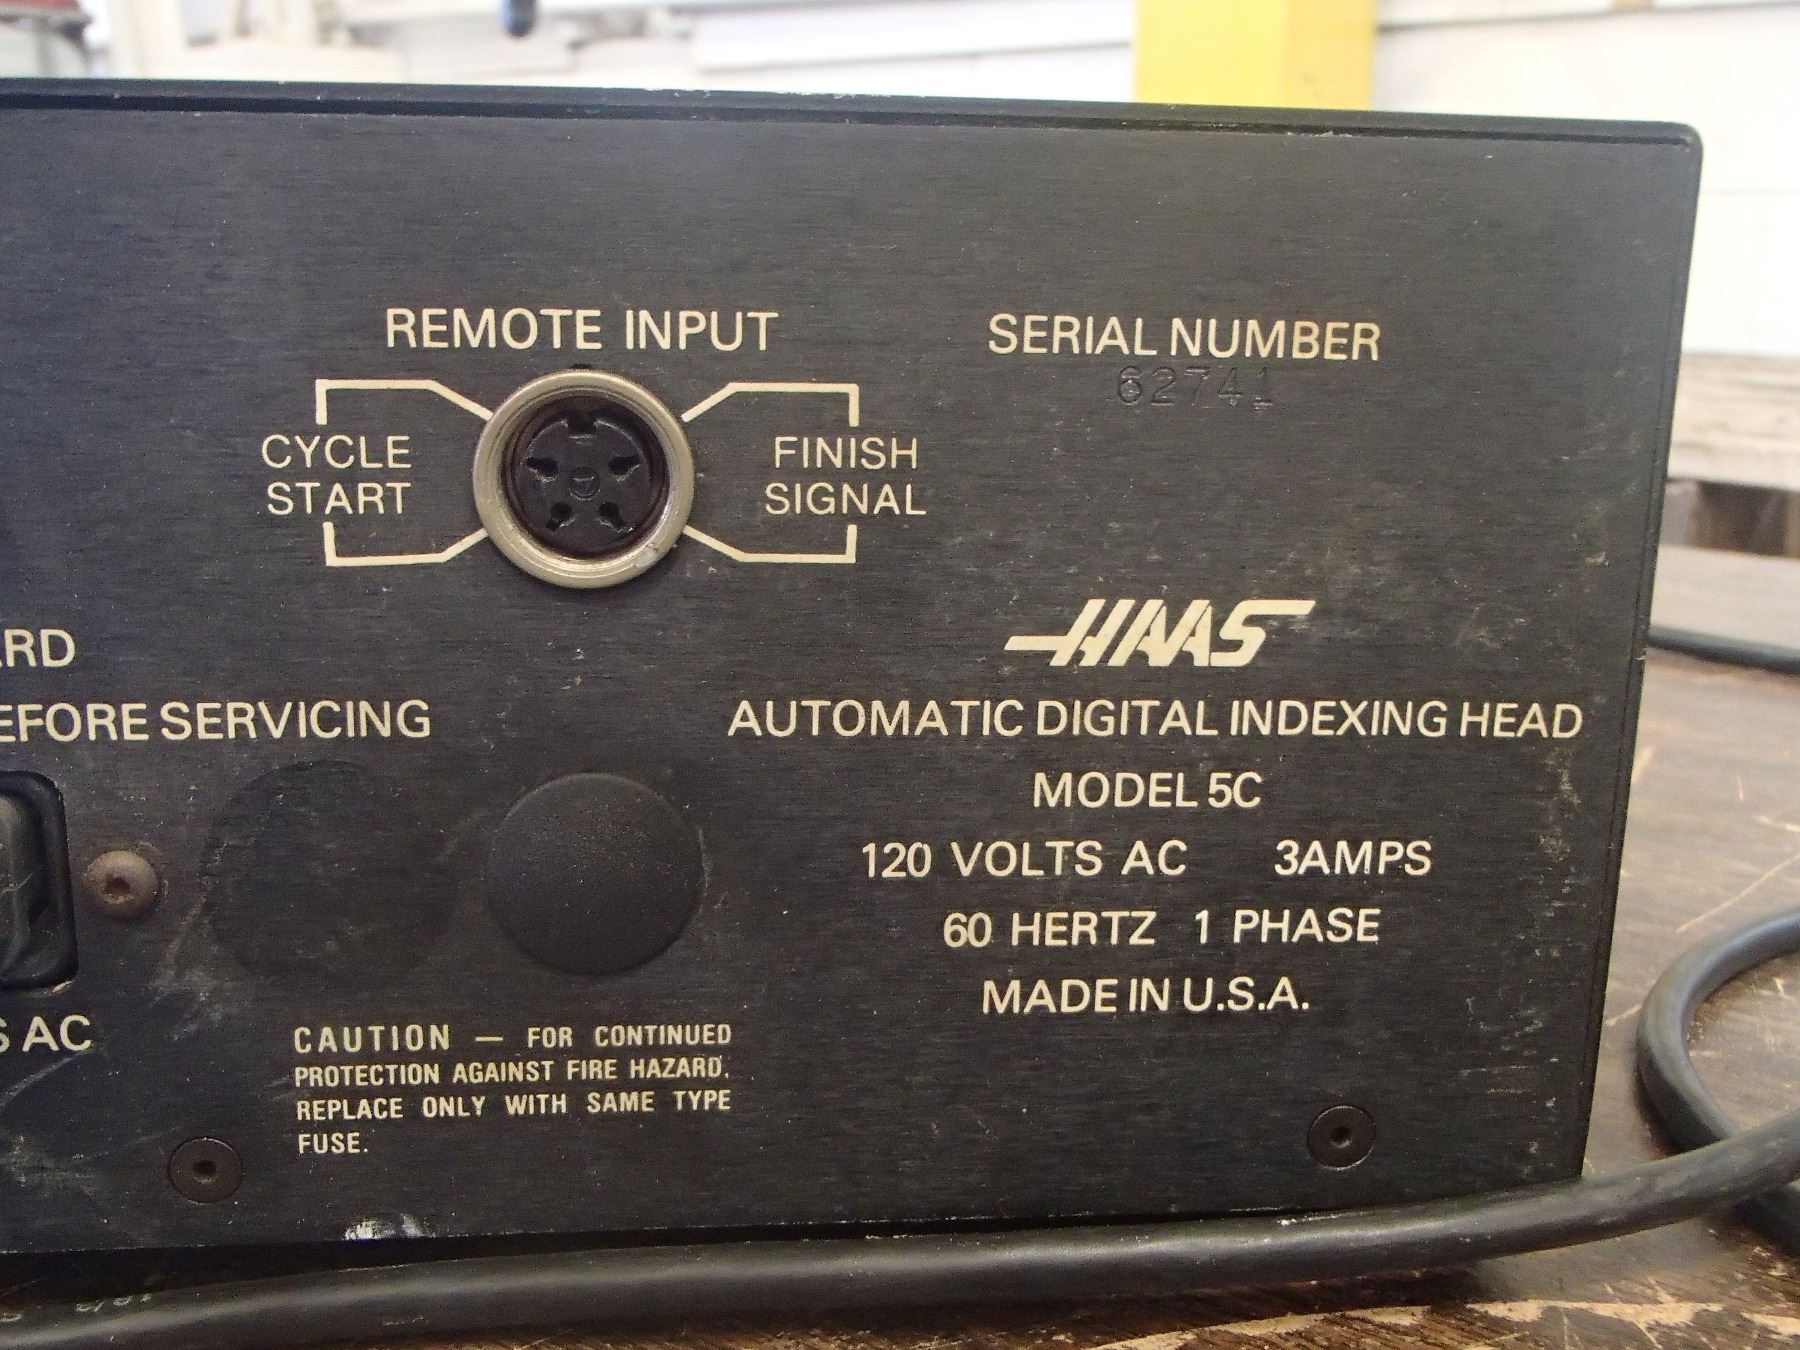 REMOTE INPUT
CYCLE
START
FINISH
SIGNAL
SERIAL NUMBER
62741
RD
EFORE SERVICING
HAAS
AUTOMATIC DIGITAL INDEXING HEAD
MODEL 5C
120 VOLTS AC 3AMPS
60 HERTZ 1 PHASE
MADE IN U.S.A.
S AC
CAUTION — FOR CONTINUED
PROTECTION AGAINST FIRE HAZARD.
REPLACE ONLY WITH SAME TYPE
FUSE.